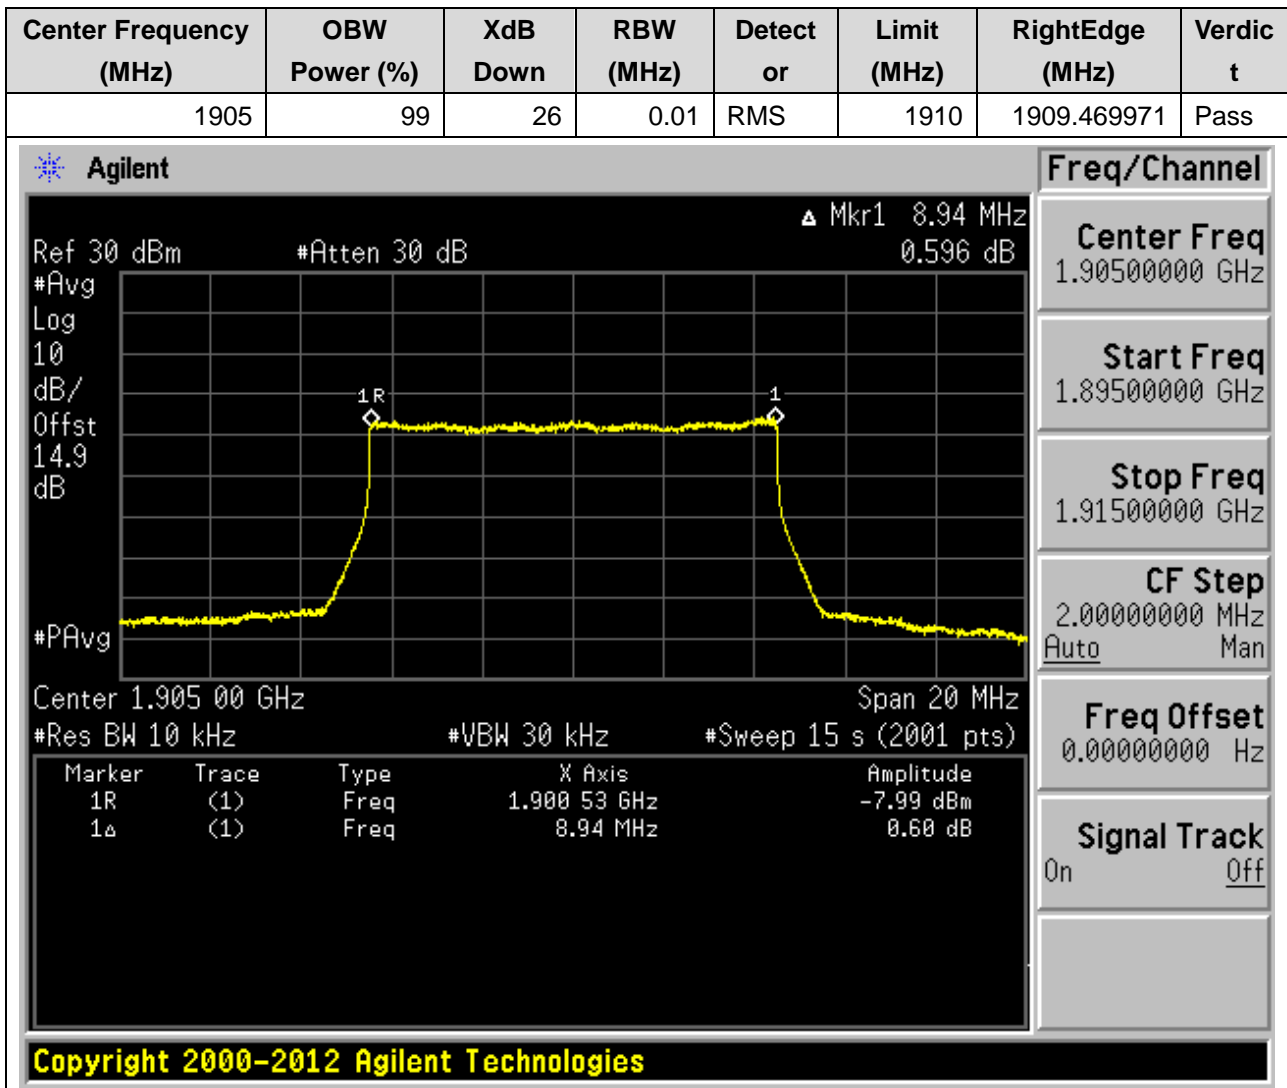 Center Frequency (MHz) OBW Power (%) XdB Down RBW (MHz) Detect or Limit (MHz) RightEdge (MHz) Verdic t
1905 99 26 0.01 RMS 1910 1909.469971 Pass
Agilent
Freq/Channel
Δ Mkr1 8.94 MHz
Ref 30 dBm #Atten 30 dB 0.596 dB
#Avg
Log
10
dB/
Offst
14.9
dB
1R 1
#PAvg
Center 1.905 00 GHz Span 20 MHz
#Res BW 10 kHz #VBW 30 kHz #Sweep 15 s (2001 pts)
Marker Trace Type X Axis Amplitude
1R (1) Freq 1.900 53 GHz -7.99 dBm
1Δ (1) Freq 8.94 MHz 0.60 dB
Center Freq
1.90500000 GHz
Start Freq
1.89500000 GHz
Stop Freq
1.91500000 GHz
CF Step
2.00000000 MHz
Auto Man
Freq Offset
0.00000000 Hz
Signal Track
On Off
Copyright 2000-2012 Agilent Technologies